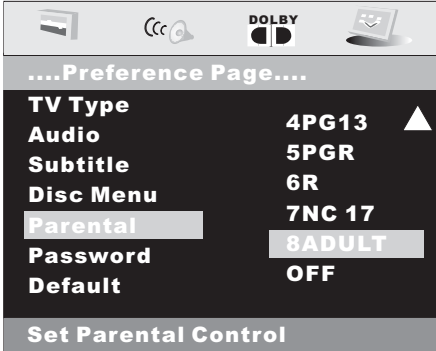 DOLBY
....Preference Page....
TV Type
Audio
Subtitle
Disc Menu
Parental
Password
Default
4PG13
5PGR
6R
7NC 17
8ADULT
OFF
Set Parental Control